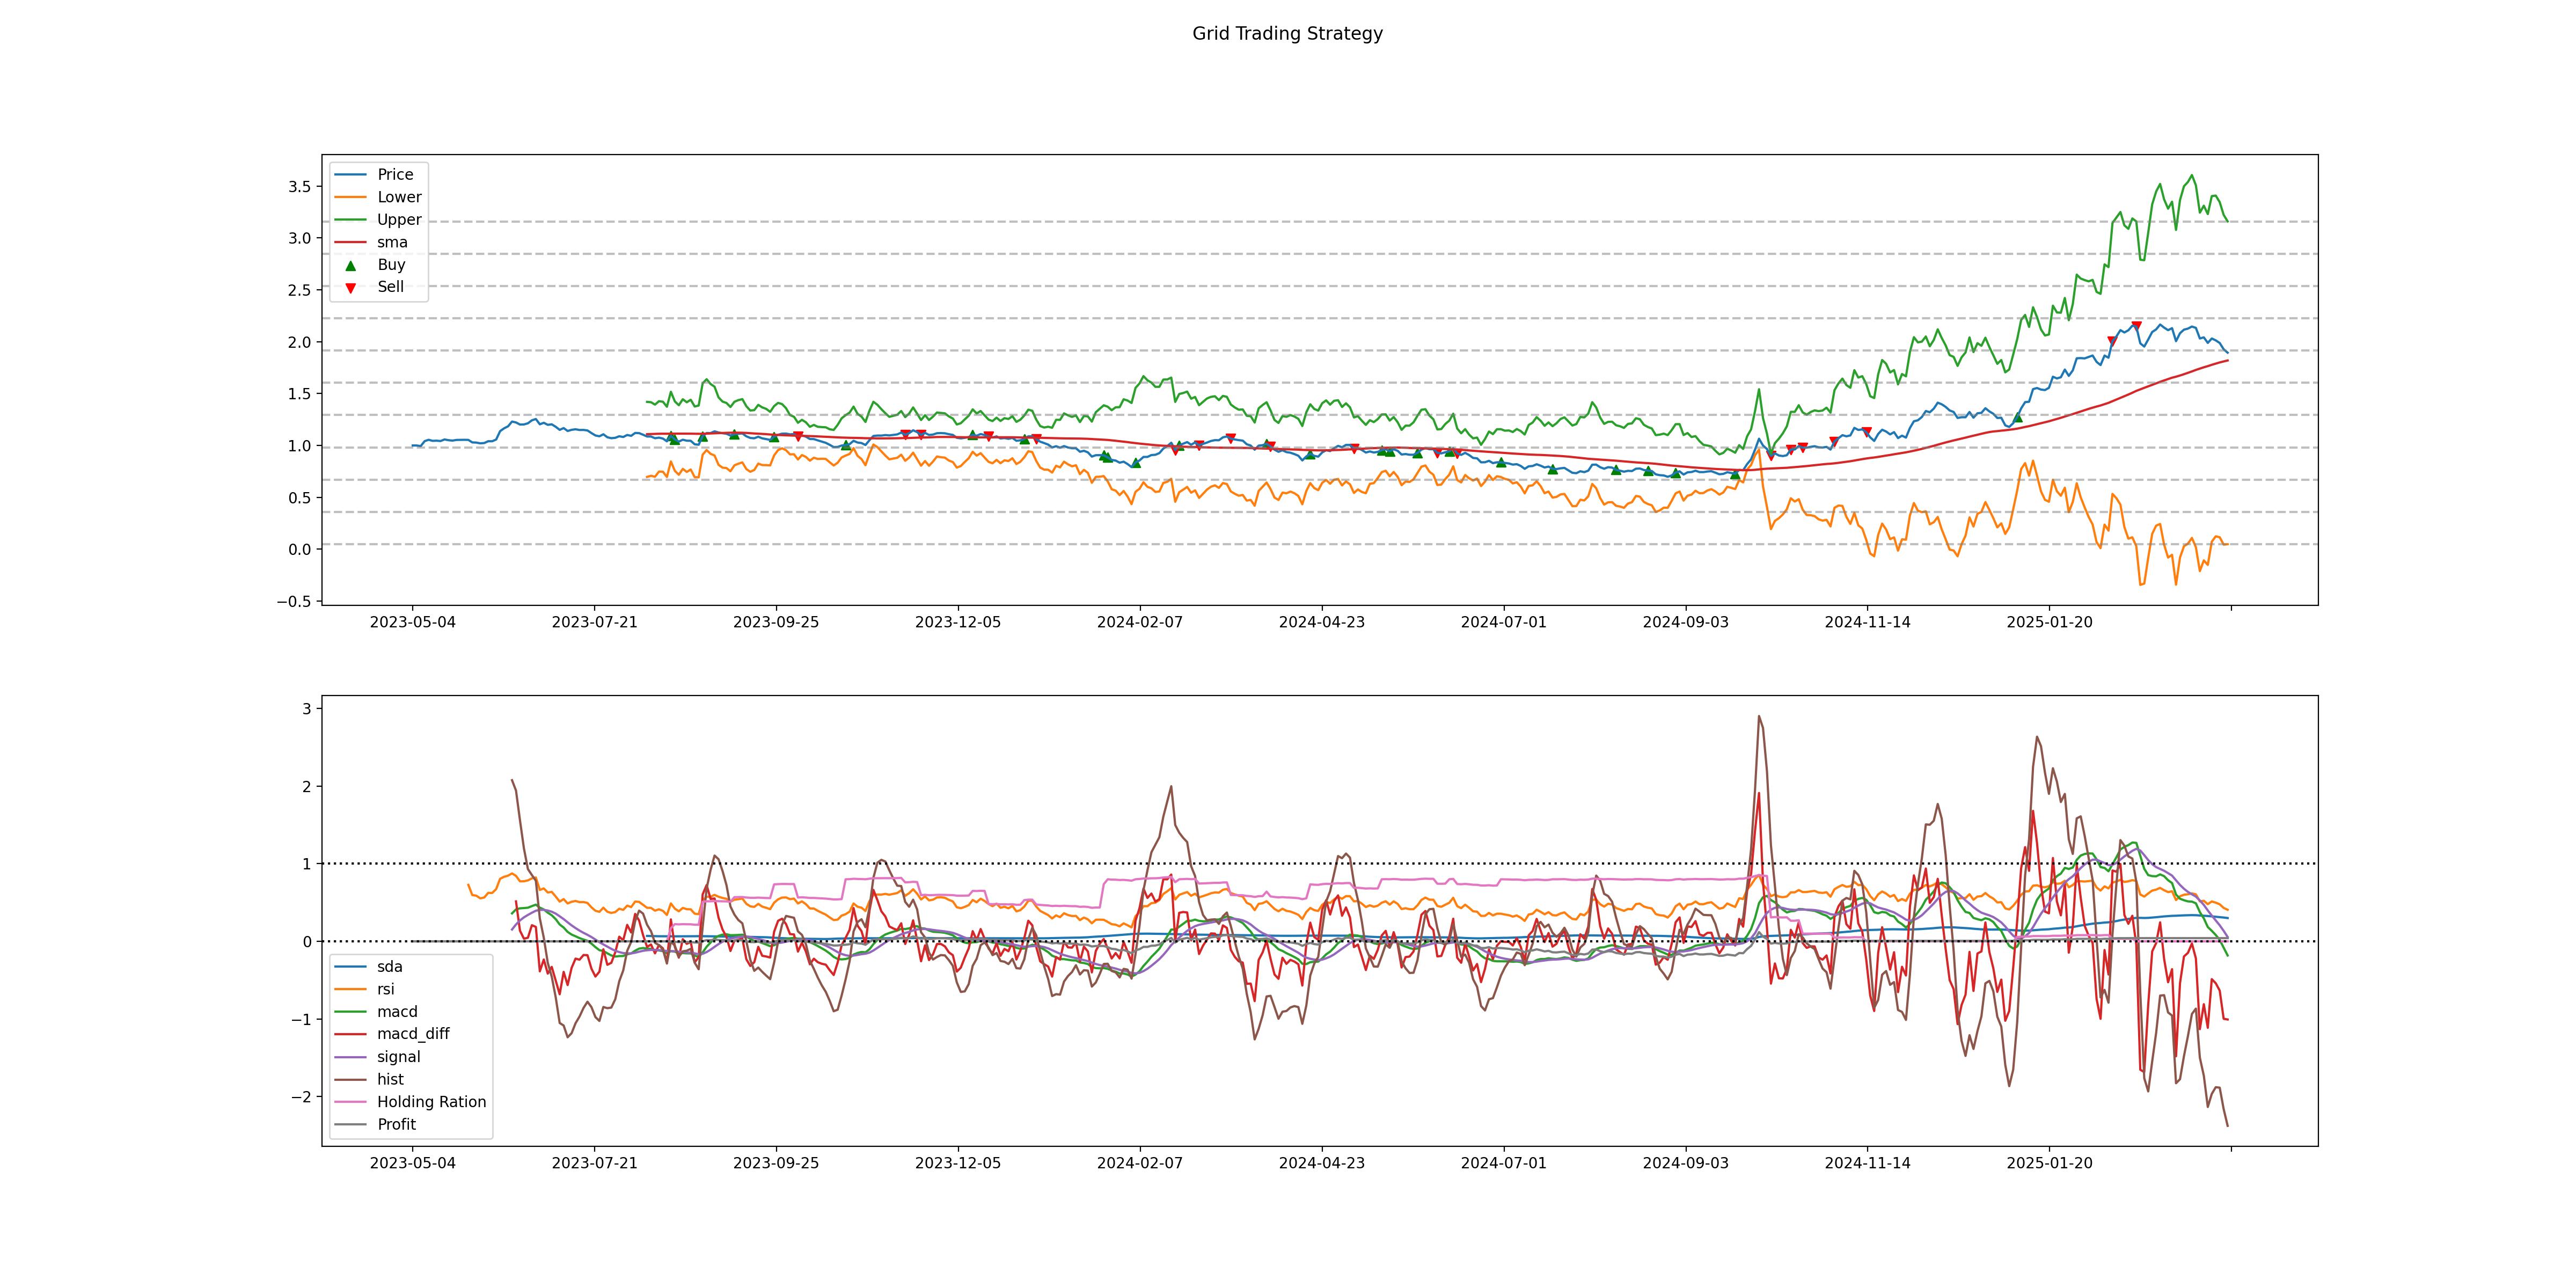 Grid Trading Strategy
3.5
3.0
2.5
2.0
1.5
1.0
0.5
0.0
−0.5
Price
Lower
Upper
sma
Buy
Sell
2023-05-04 2023-07-21 2023-09-25 2023-12-05 2024-02-07 2024-04-23 2024-07-01 2024-09-03 2024-11-14 2025-01-20
3
2
1
0
−1
−2
sda
rsi
macd
macd_diff
signal
hist
Holding Ration
Profit
2023-05-04 2023-07-21 2023-09-25 2023-12-05 2024-02-07 2024-04-23 2024-07-01 2024-09-03 2024-11-14 2025-01-20